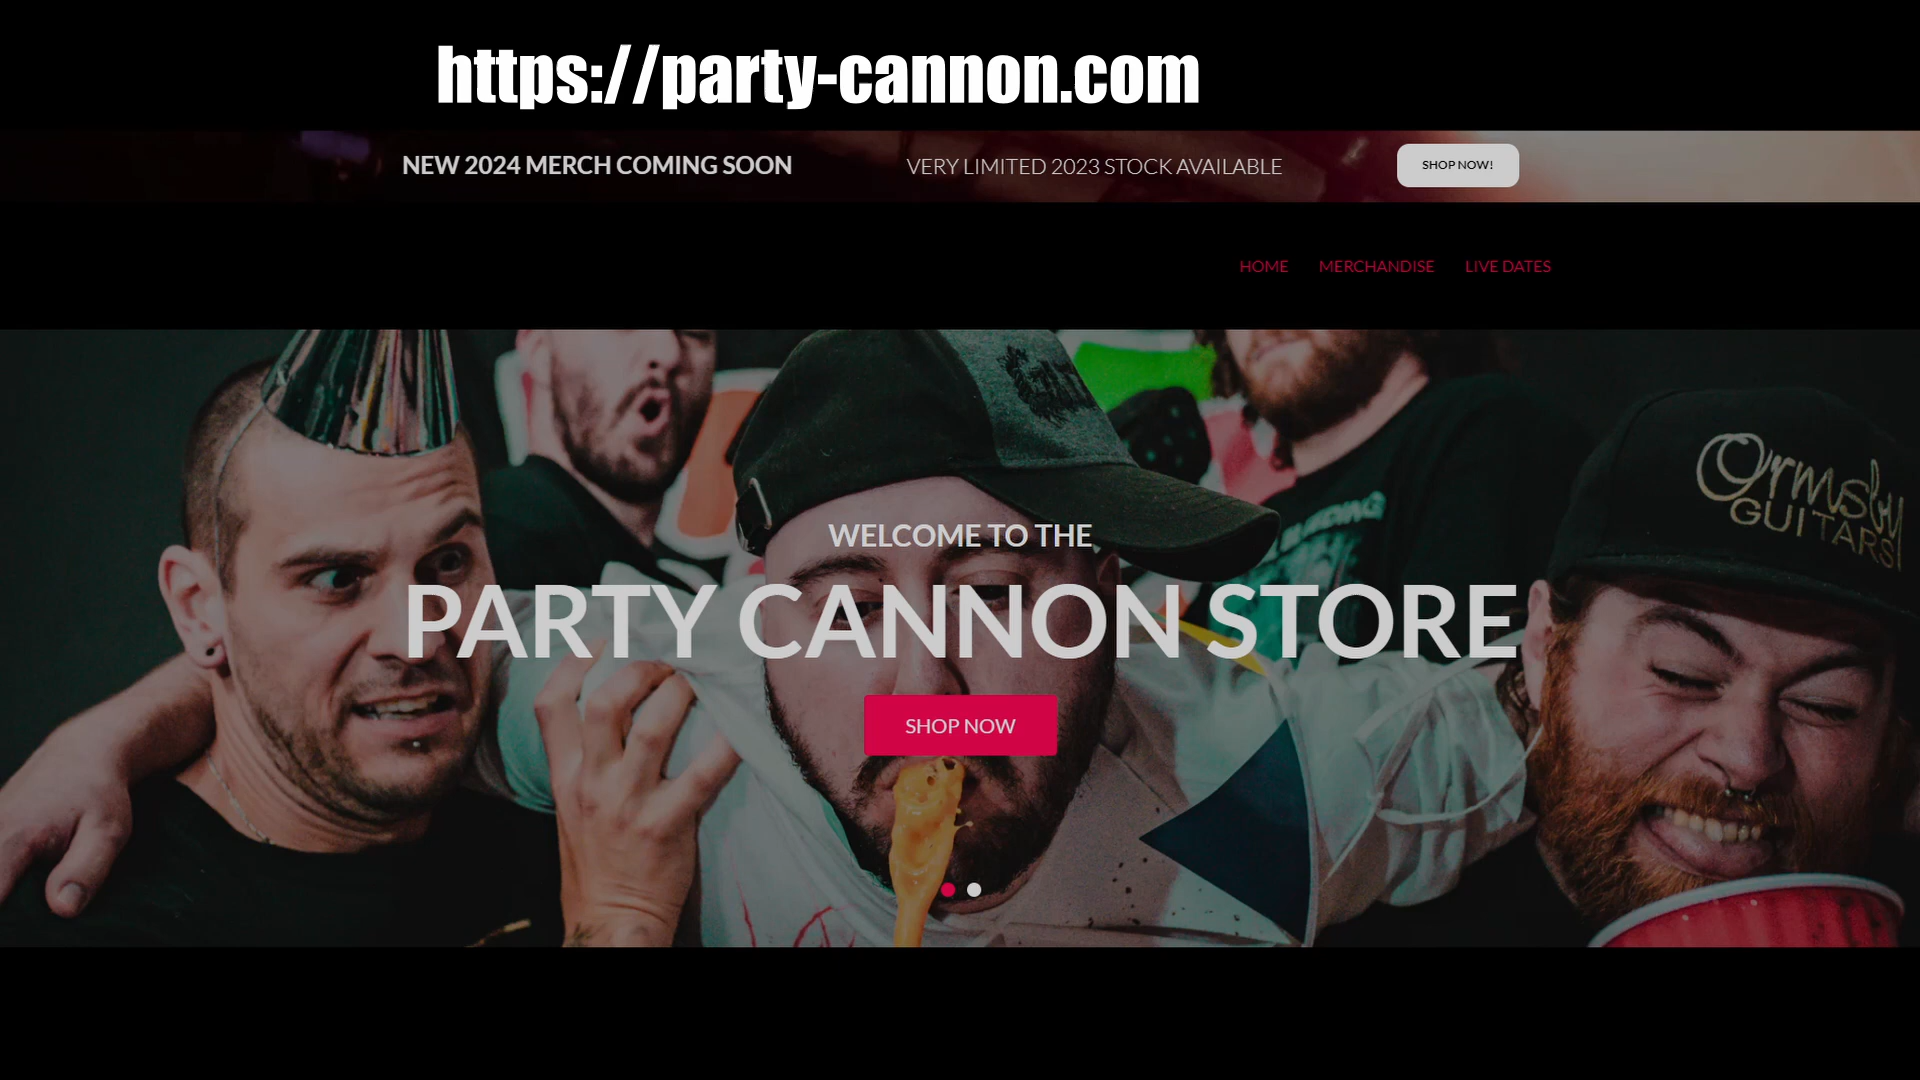 https://party-cannon.com
NEW 2024 MERCH COMING SOON
VERY LIMITED 2023 STOCK AVAILABLE
SHOP NOW!
HOME
MERCHANDISE
LIVE DATES
Ormsby
GUITARS
WELCOME TO THE
PARTY CANNON STORE
SHOP NOW